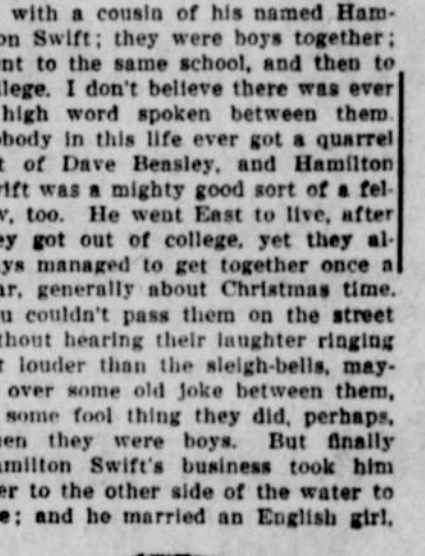 with a cousin of his named Ham-
on Swift; they were boys together;
nt to the same school, and then to
llege. I don't believe there was ever
high word spoken between them.
body in this life ever got a quarrel
t of Dave Beasley, and Hamilton
ift was a mighty good sort of a fel-
w, too. He went East to live, after
ey got out of college, yet they al-
ys managed to get together once a
ar, generally about Christmas time.
u couldn't pass them on the street
thout hearing their laughter ringing
t louder than the sleigh-bells, may-
over some old joke between them,
some fool thing they did, perhaps,
en they were boys. But finally
amilton Swift's business took him
er to the other side of the water to
e; and he married an English girl,